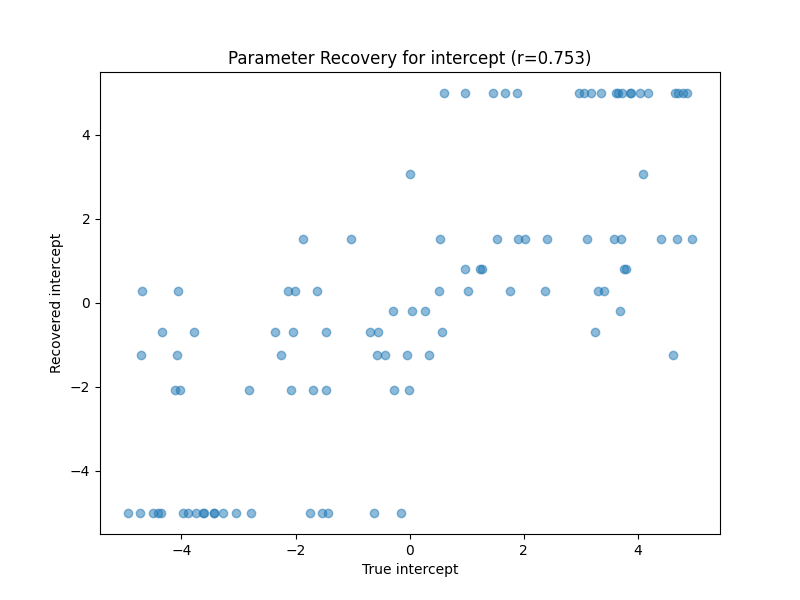 Parameter Recovery for intercept (r=0.753)
Recovered intercept
4
2
0
−2
−4
−4 −2 0 2 4
True intercept